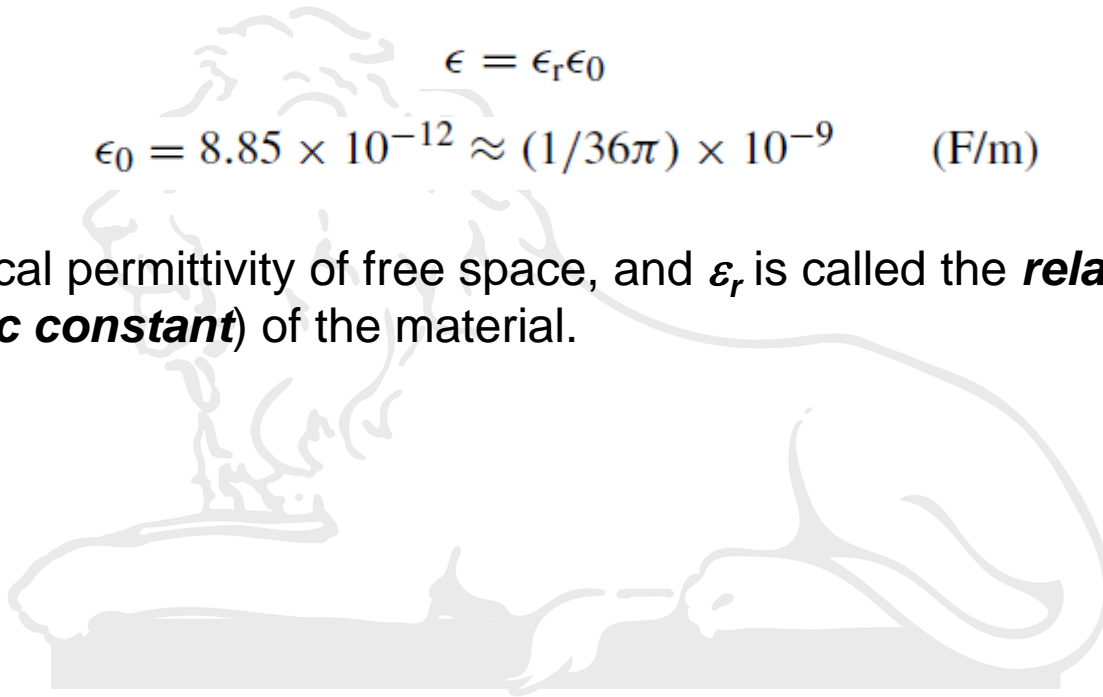 ϵ = ϵrϵ0
ϵ0 = 8.85 × 10−12 ≈ (1/36π) × 10−9 (F/m)
cal permittivity of free space, and εr is called the rela
c constant) of the material.